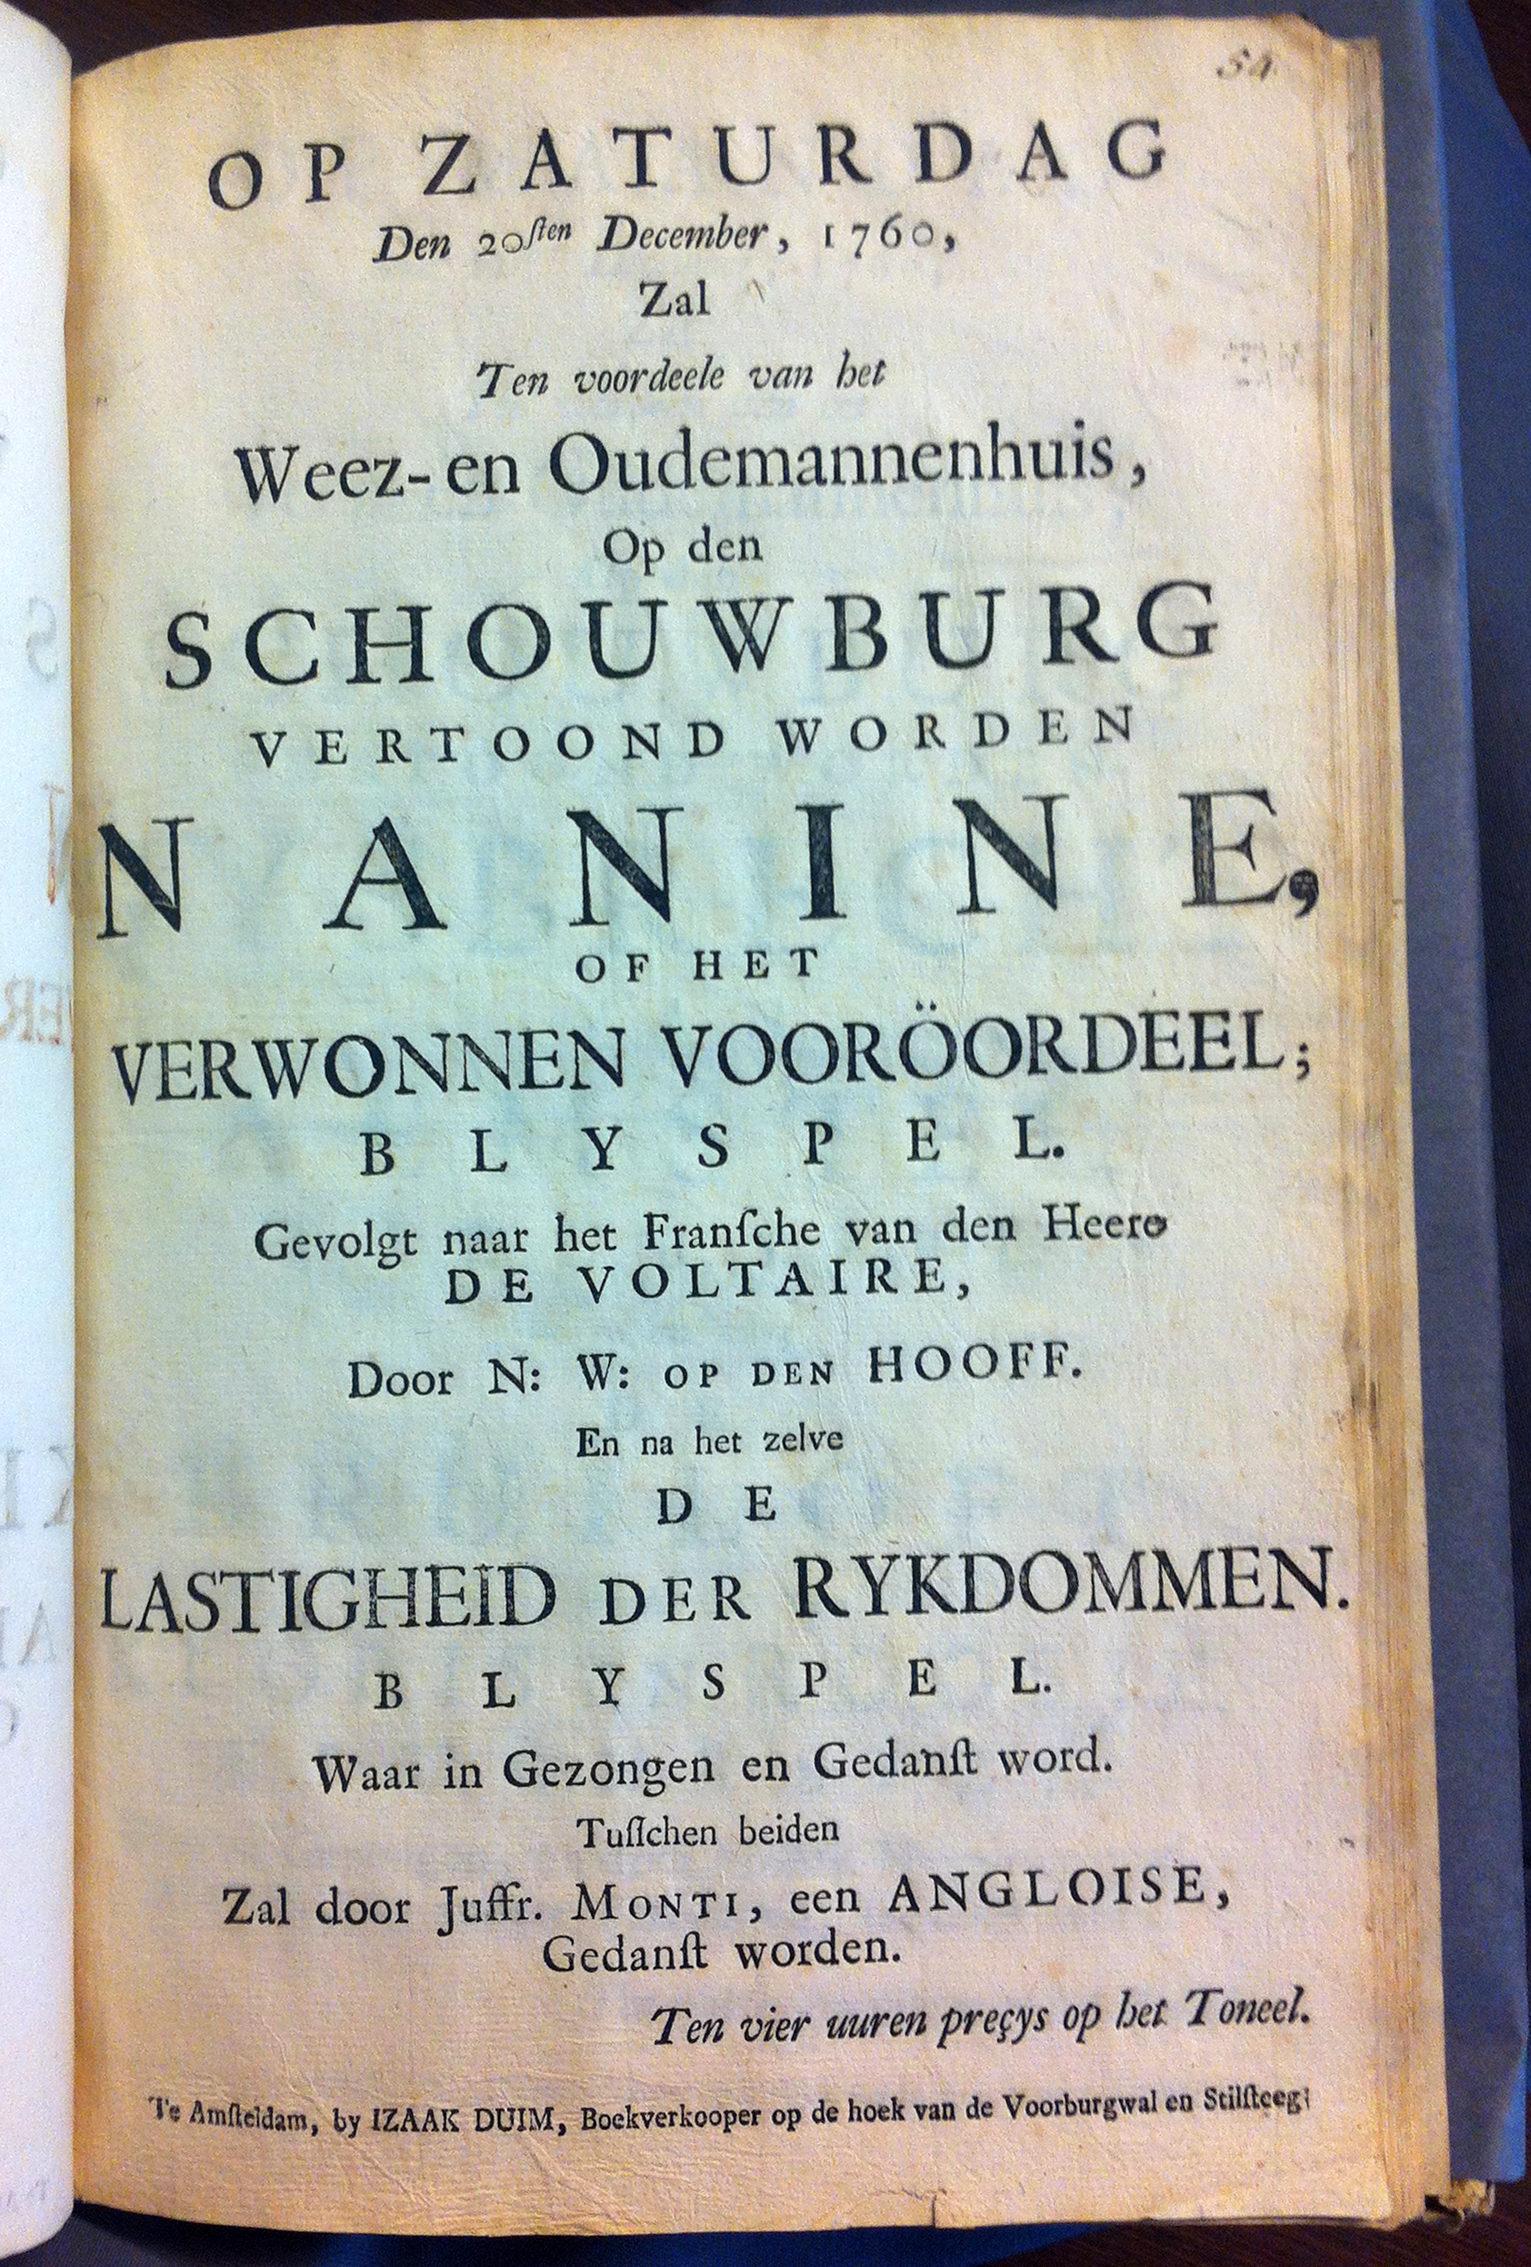 54.
OP ZATURDAG
Den 20ſten December, 1760,
Zal
Ten voordeele van het
Weez- en Oudemannenhuis,
Op den
SCHOUWBURG
VERTOOND WORDEN
NANINE,
OF HET
VERWONNEN VOORÖORDEEL;
BLYSPEL.
Gevolgt naar het Franſche van den Heere
DE VOLTAIRE,
Door N: W: OP DEN HOOFF.
En na het zelve
DE
LASTIGHEID DER RYKDOMMEN.
BLYSPEL.
Waar in Gezongen en Gedanſt word.
Tuſſchen beiden
Zal door Juffr. MONTI, een ANGLOISE,
Gedanſt worden.
Ten vier uuren preçys op het Toneel.
Te Amſteldam, by IZAAK DUIM, Boekverkooper op de hoek van de Voorburgwal en Stilſteeg: